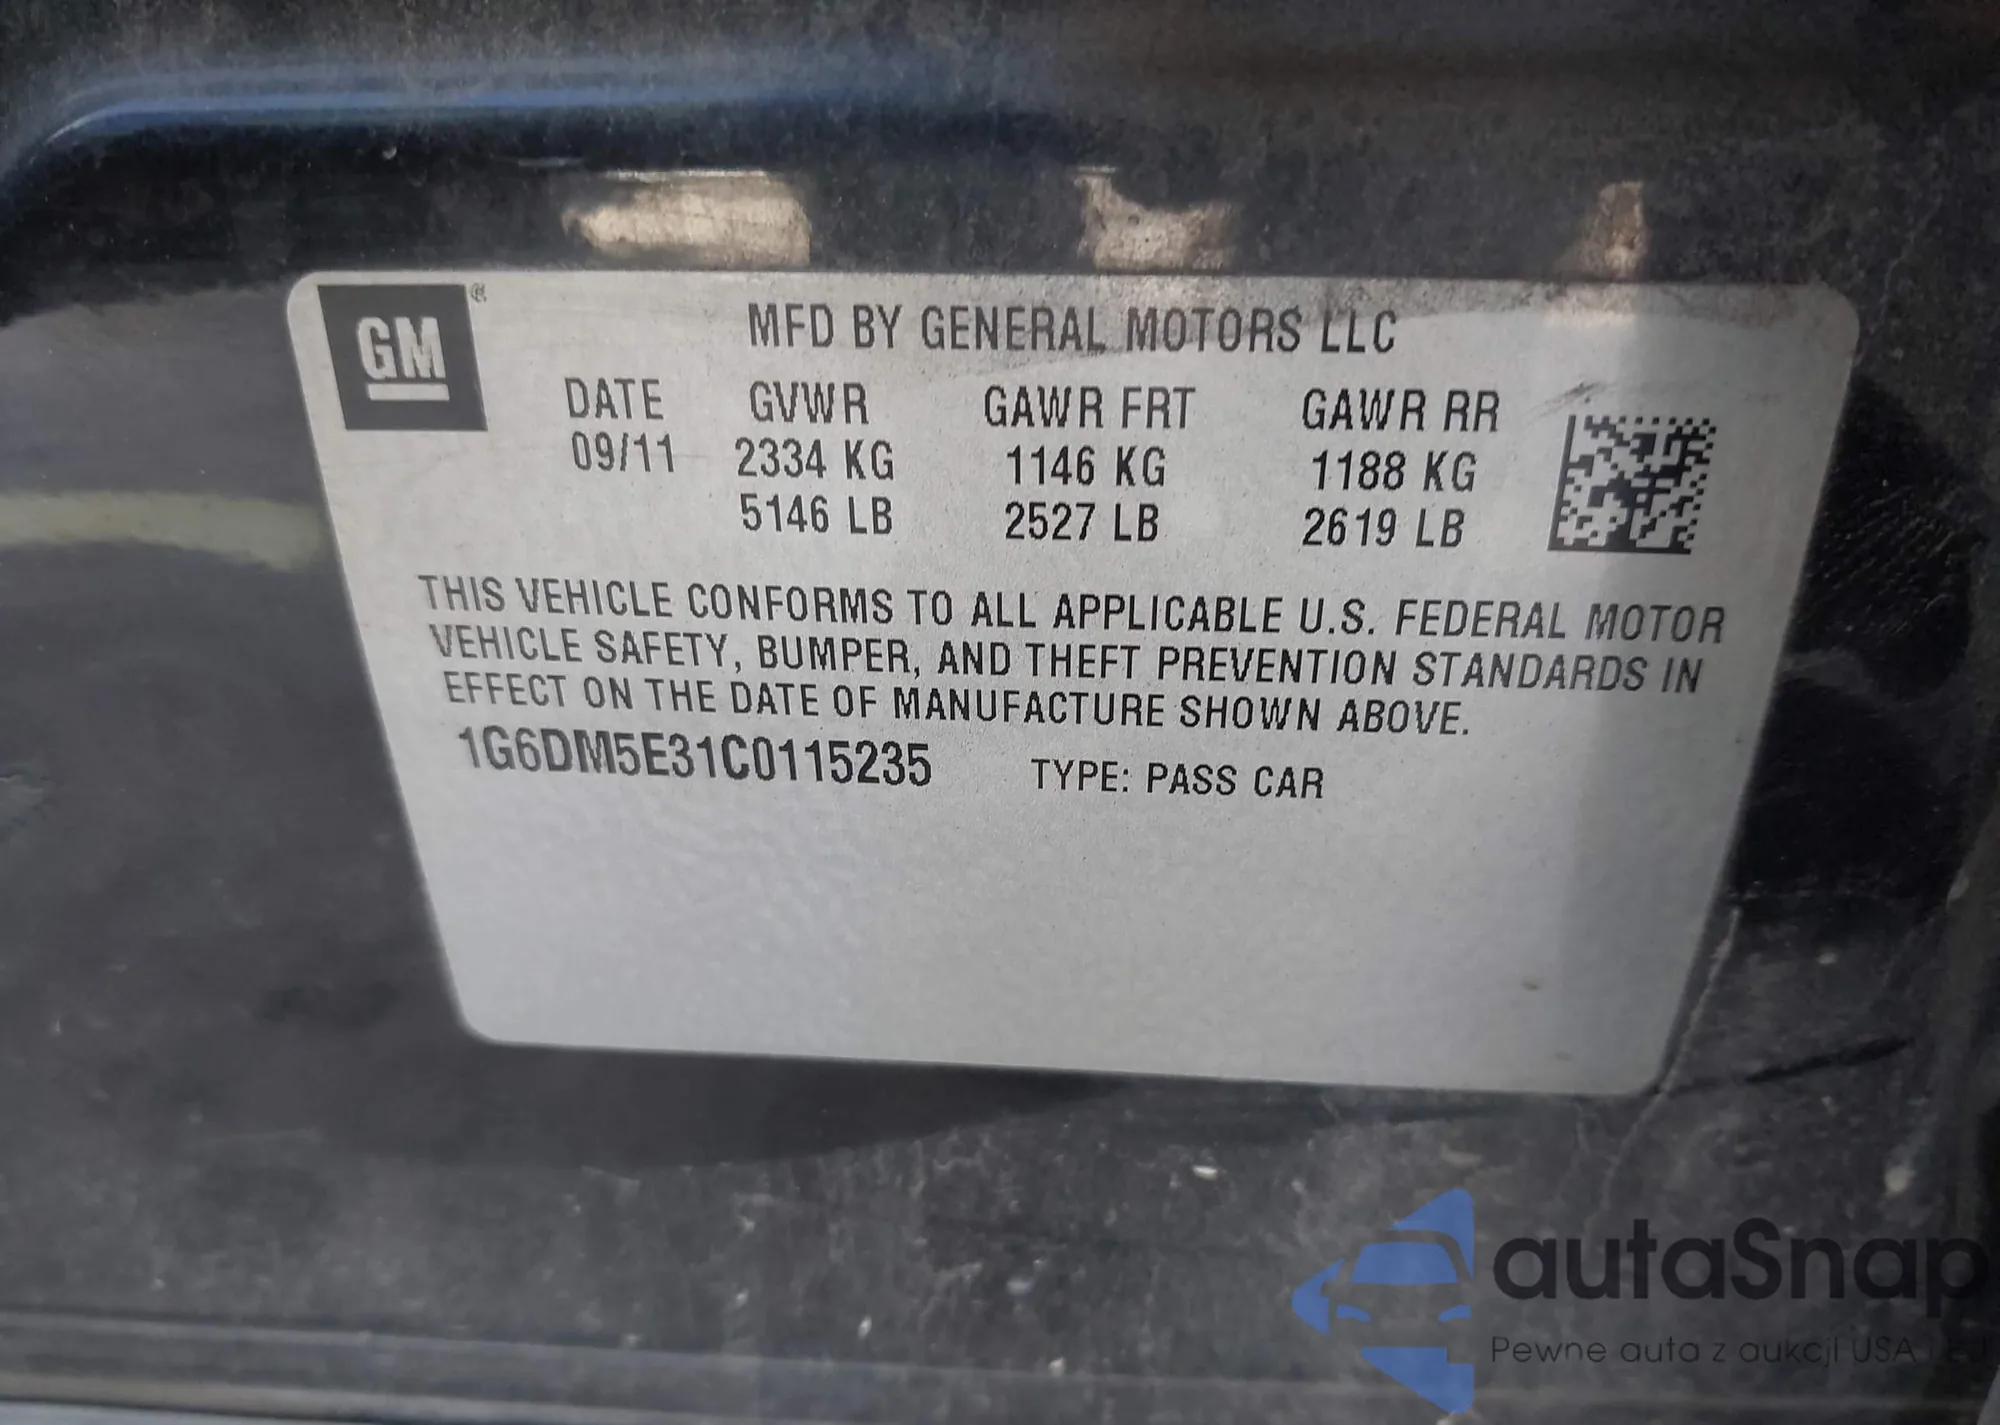 GM
®
MFD BY GENERAL MOTORS LLC
DATE GVWR GAWR FRT GAWR RR
09/11 2334 KG 1146 KG 1188 KG
5146 LB 2527 LB 2619 LB
THIS VEHICLE CONFORMS TO ALL APPLICABLE U.S. FEDERAL MOTOR
VEHICLE SAFETY, BUMPER, AND THEFT PREVENTION STANDARDS IN
EFFECT ON THE DATE OF MANUFACTURE SHOWN ABOVE.
1G6DM5E31C0115235 TYPE: PASS CAR
autaSnap
Pewne auta z aukcji USA i EU